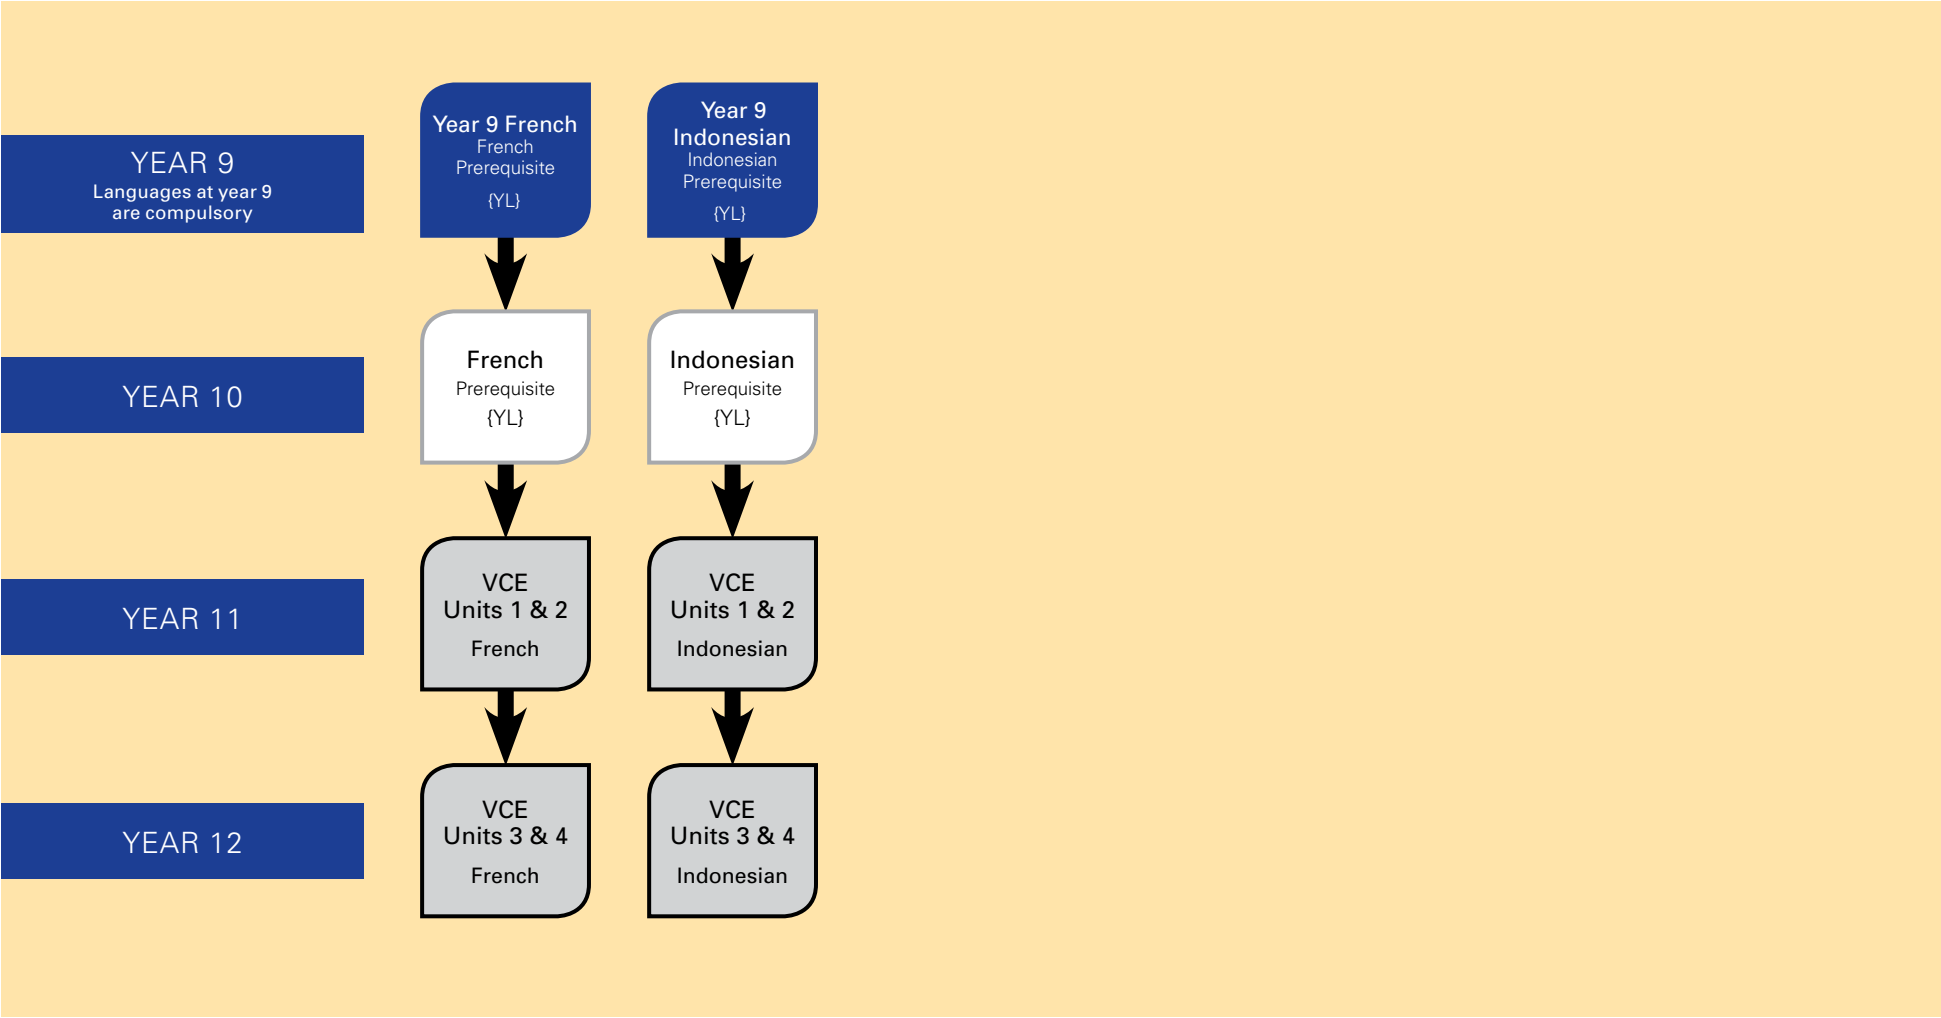 YEAR 9
Languages at year 9
are compulsory
Year 9 French
French
Prerequisite
{YL}
Year 9
Indonesian
Indonesian
Prerequisite
{YL}
YEAR 10
French
Prerequisite
{YL}
Indonesian
Prerequisite
{YL}
YEAR 11
VCE
Units 1 & 2
French
VCE
Units 1 & 2
Indonesian
YEAR 12
VCE
Units 3 & 4
French
VCE
Units 3 & 4
Indonesian